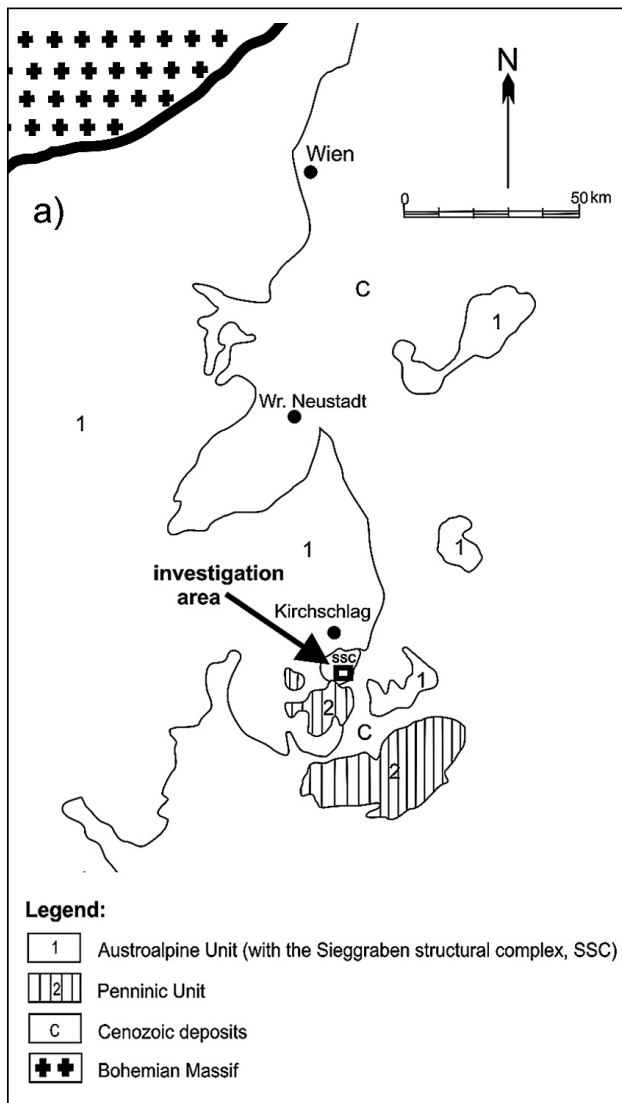 N
Wien
0 50 km
a)
C
1
Wr. Neustadt
1
1
1
investigation
area
Kirchschlag
SSC
1
2
C
2
Legend:
1 Austroalpine Unit (with the Sieggraben structural complex, SSC)
2 Penninic Unit
C Cenozoic deposits
Bohemian Massif